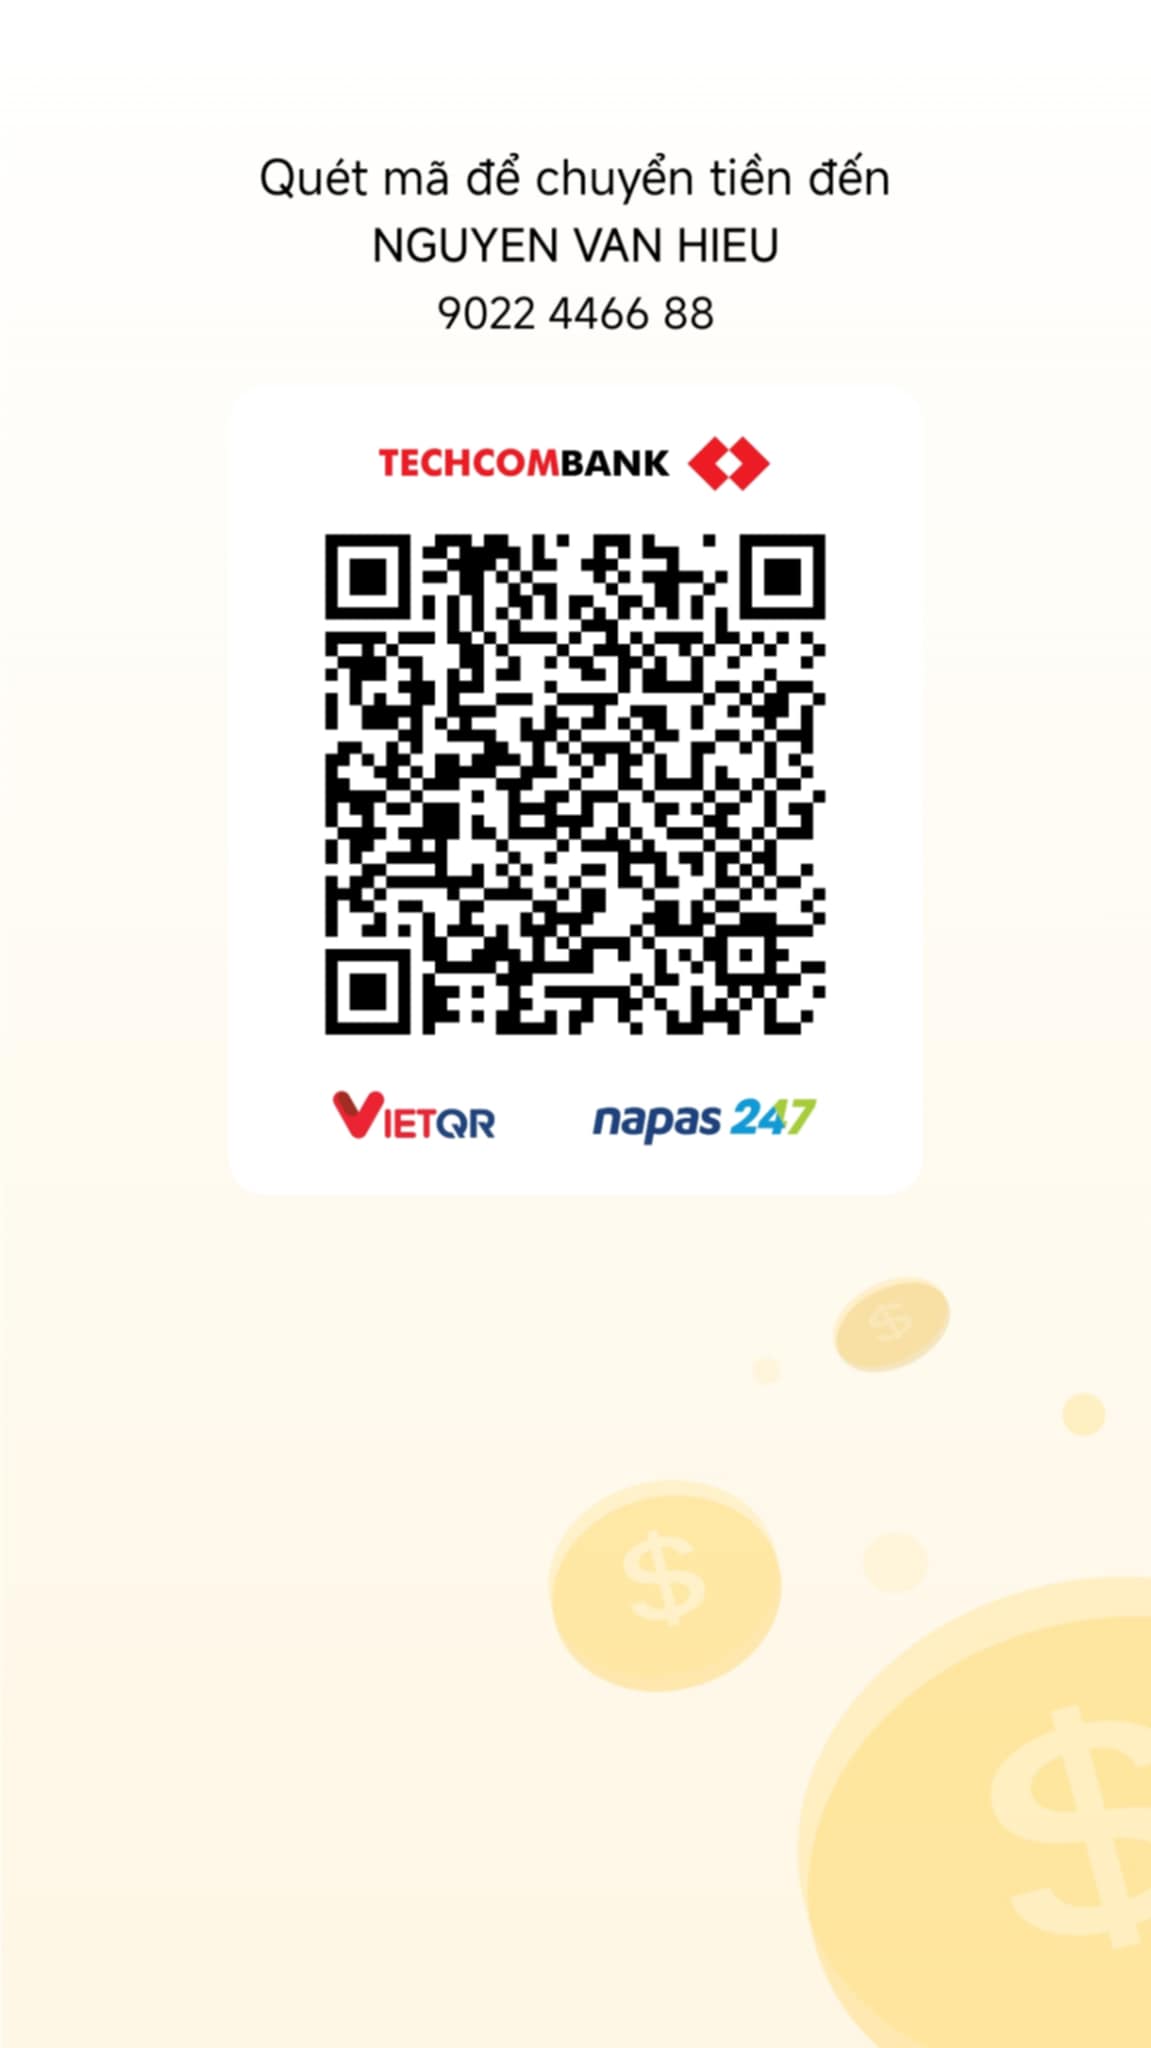 Quét mã để chuyển tiền đến
NGUYEN VAN HIEU
9022 4466 88
TECHCOMBANK
VIETQR
napas 247
$
$
$